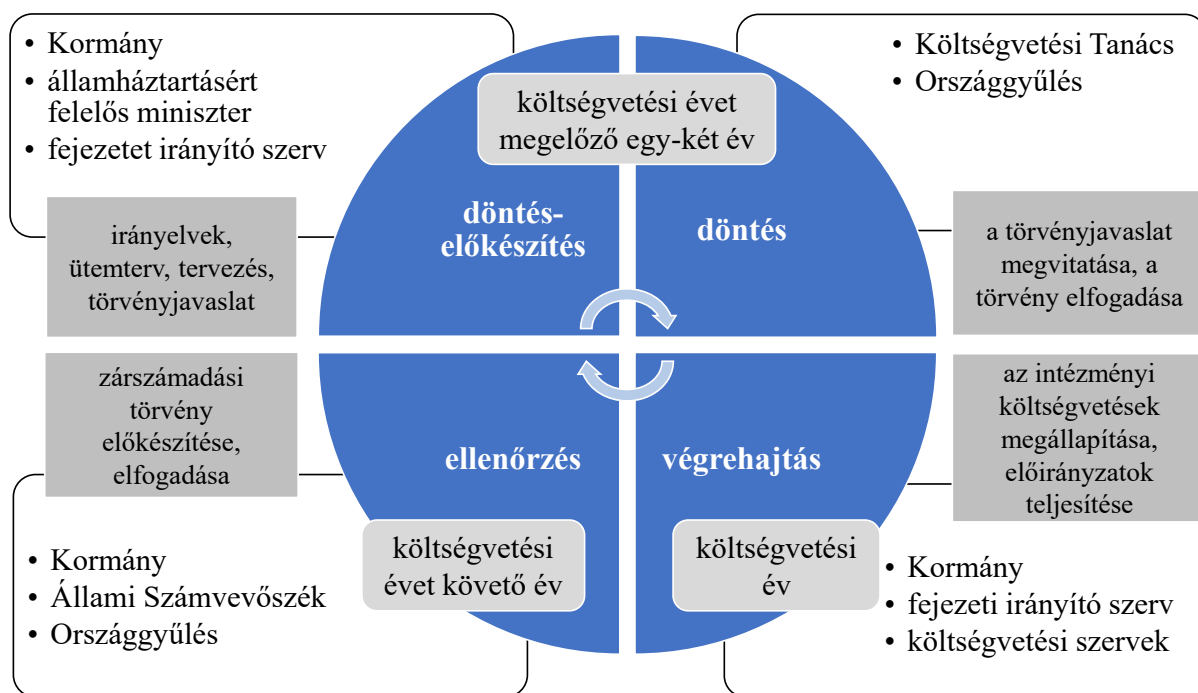 • Kormány
• államháztartásért
felelős miniszter
• fejezetet irányító szerv
költségvetési évet
megelőző egy-két év
• Költségvetési Tanács
• Országgyűlés
irányelvek,
ütemterv, tervezés,
törvényjavaslat
döntés-
előkészítés
döntés
a törvényjavaslat
megvitatása, a
törvény elfogadása
zárszámadási
törvény
előkészítése,
elfogadása
ellenőrzés
végrehajtás
az intézményi
költségvetések
megállapítása,
előirányzatok
teljesítése
• Kormány
• Állami Számvevőszék
• Országgyűlés
költségvetési
évet követő év
költségvetési
év
• Kormány
• fejezeti irányító szerv
• költségvetési szervek